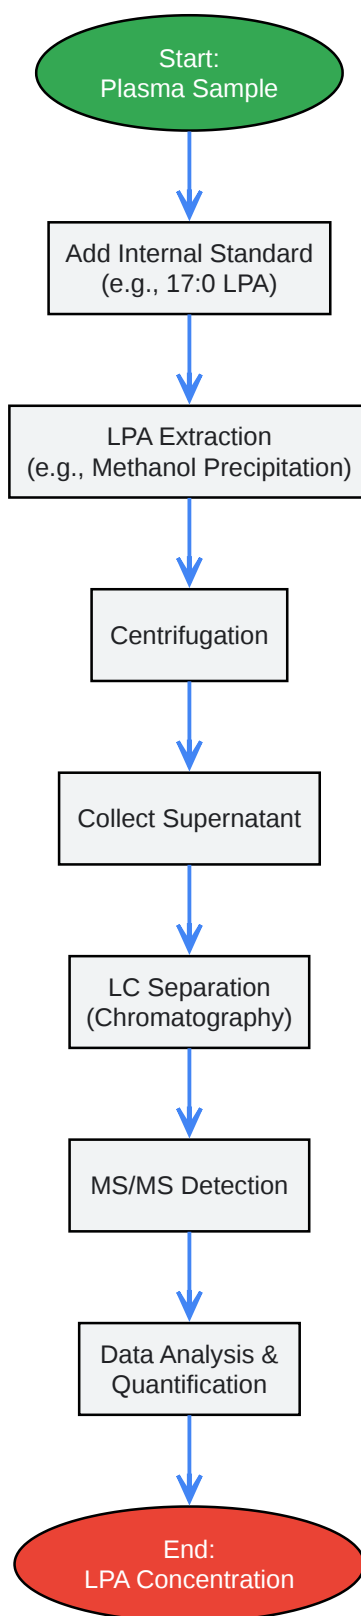 Start:
Plasma Sample
Add Internal Standard
(e.g., 17:0 LPA)
LPA Extraction
(e.g., Methanol Precipitation)
Centrifugation
Collect Supernatant
LC Separation
(Chromatography)
MS/MS Detection
Data Analysis &
Quantification
End:
LPA Concentration